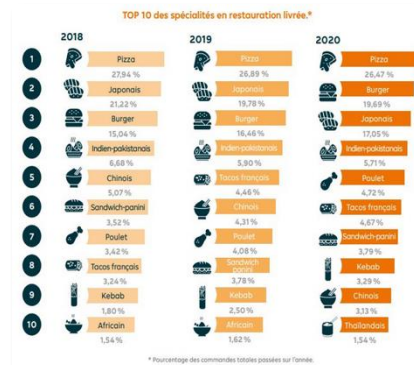 TOP 10 des spécialités en restauration livrée.*
2018
2019
2020
1
Pizza
27,94 %
Pizza
26,89 %
Pizza
26,47 %
2
Japonais
21,22 %
Japonais
19,78 %
Burger
19,69 %
3
Burger
15,04 %
Burger
16,46 %
Japonais
17,05 %
4
Indien-pakistanais
6,68 %
Indien-pakistanais
5,90 %
Indien-pakistanais
5,71 %
5
Chinois
5,07 %
Tacos français
4,46 %
Poulet
4,72 %
6
Sandwich-panini
3,52 %
Chinois
4,31 %
Tacos français
4,67 %
7
Poulet
3,42 %
Poulet
4,08 %
Sandwich-panini
3,79 %
8
Tacos français
3,24 %
Sandwich
panini
3,78 %
Kebab
3,29 %
9
Kebab
1,80 %
Kebab
2,50 %
Chinois
3,13 %
10
Africain
1,54 %
Africain
1,62 %
Thaïlandais
1,54 %
* Pourcentage des commandes totales passées sur l'année.